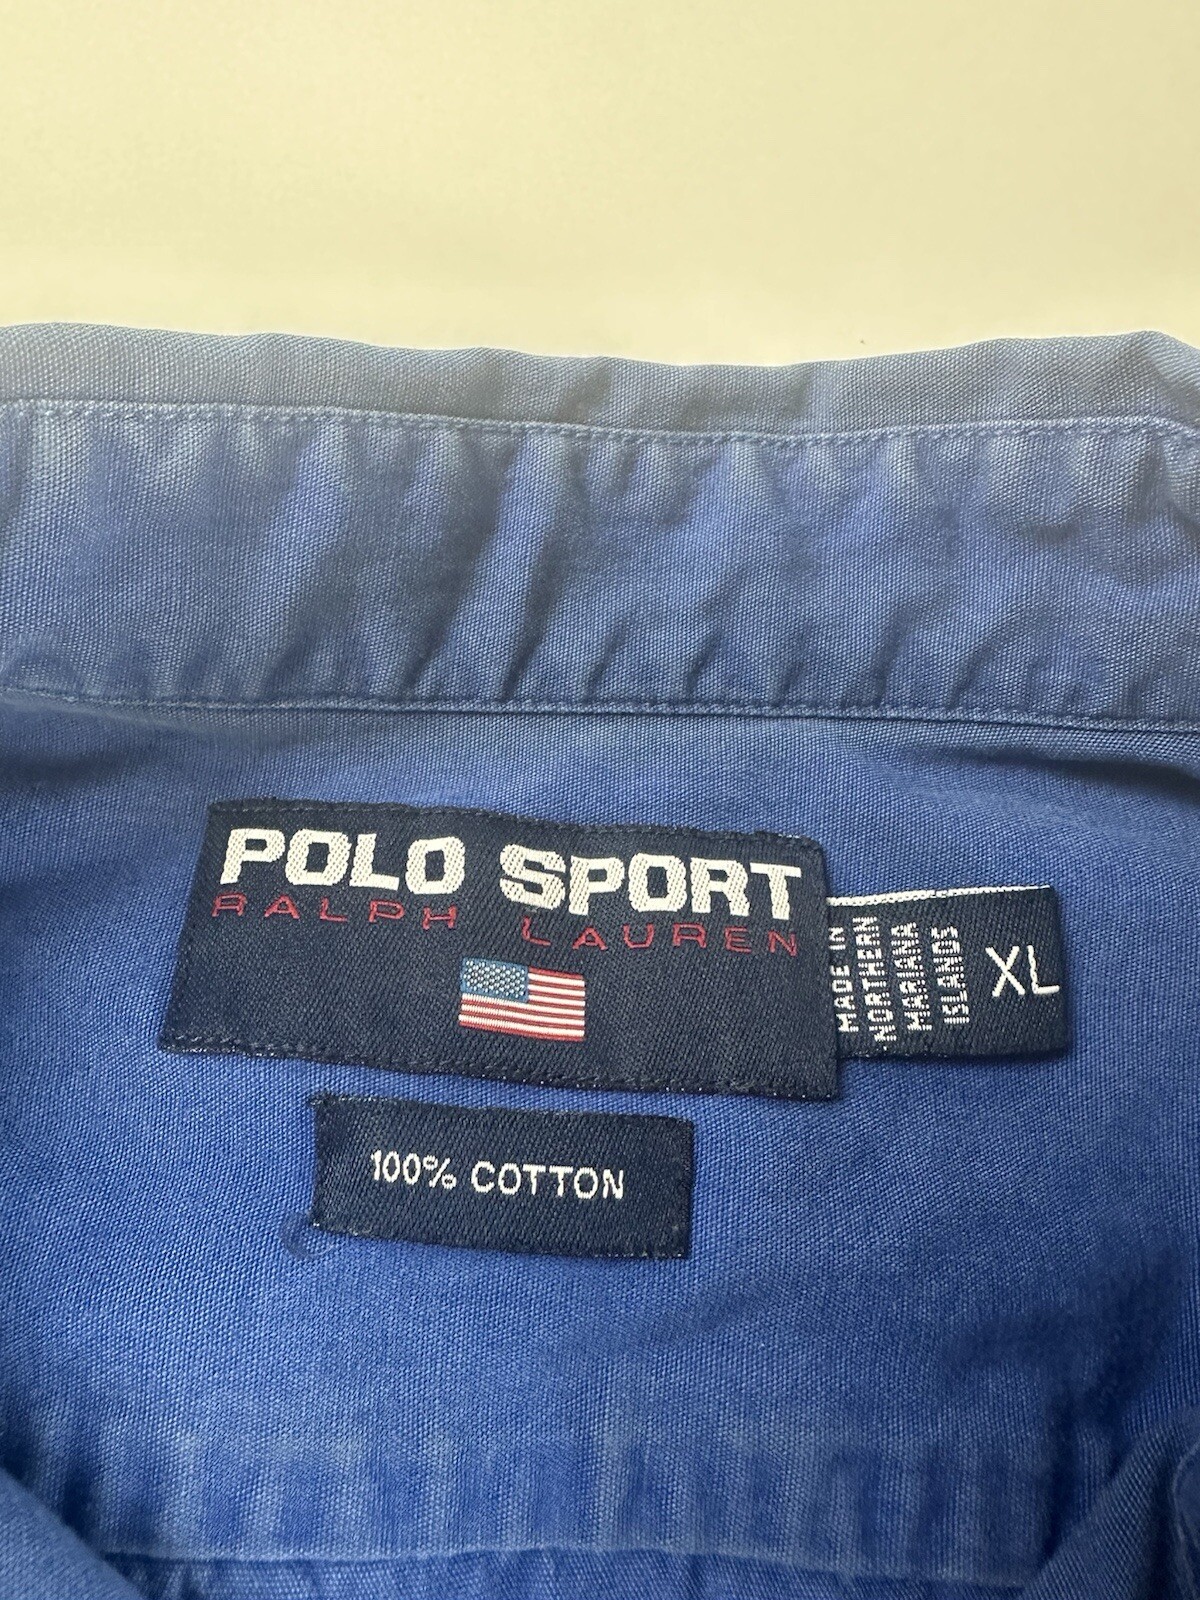 POLO SPORT
RALPH LAUREN
MADE IN
NORTHERN
MARIANA
ISLANDS
XL
100% COTTON